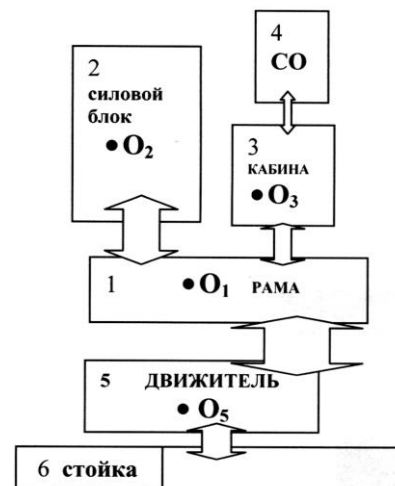 4
СО
2
силовой
блок
• O₂
3
КАБИНА
• O₃
1 • O₁ РАМА
5 ДВИЖИТЕЛЬ
• O₅
6 стойка